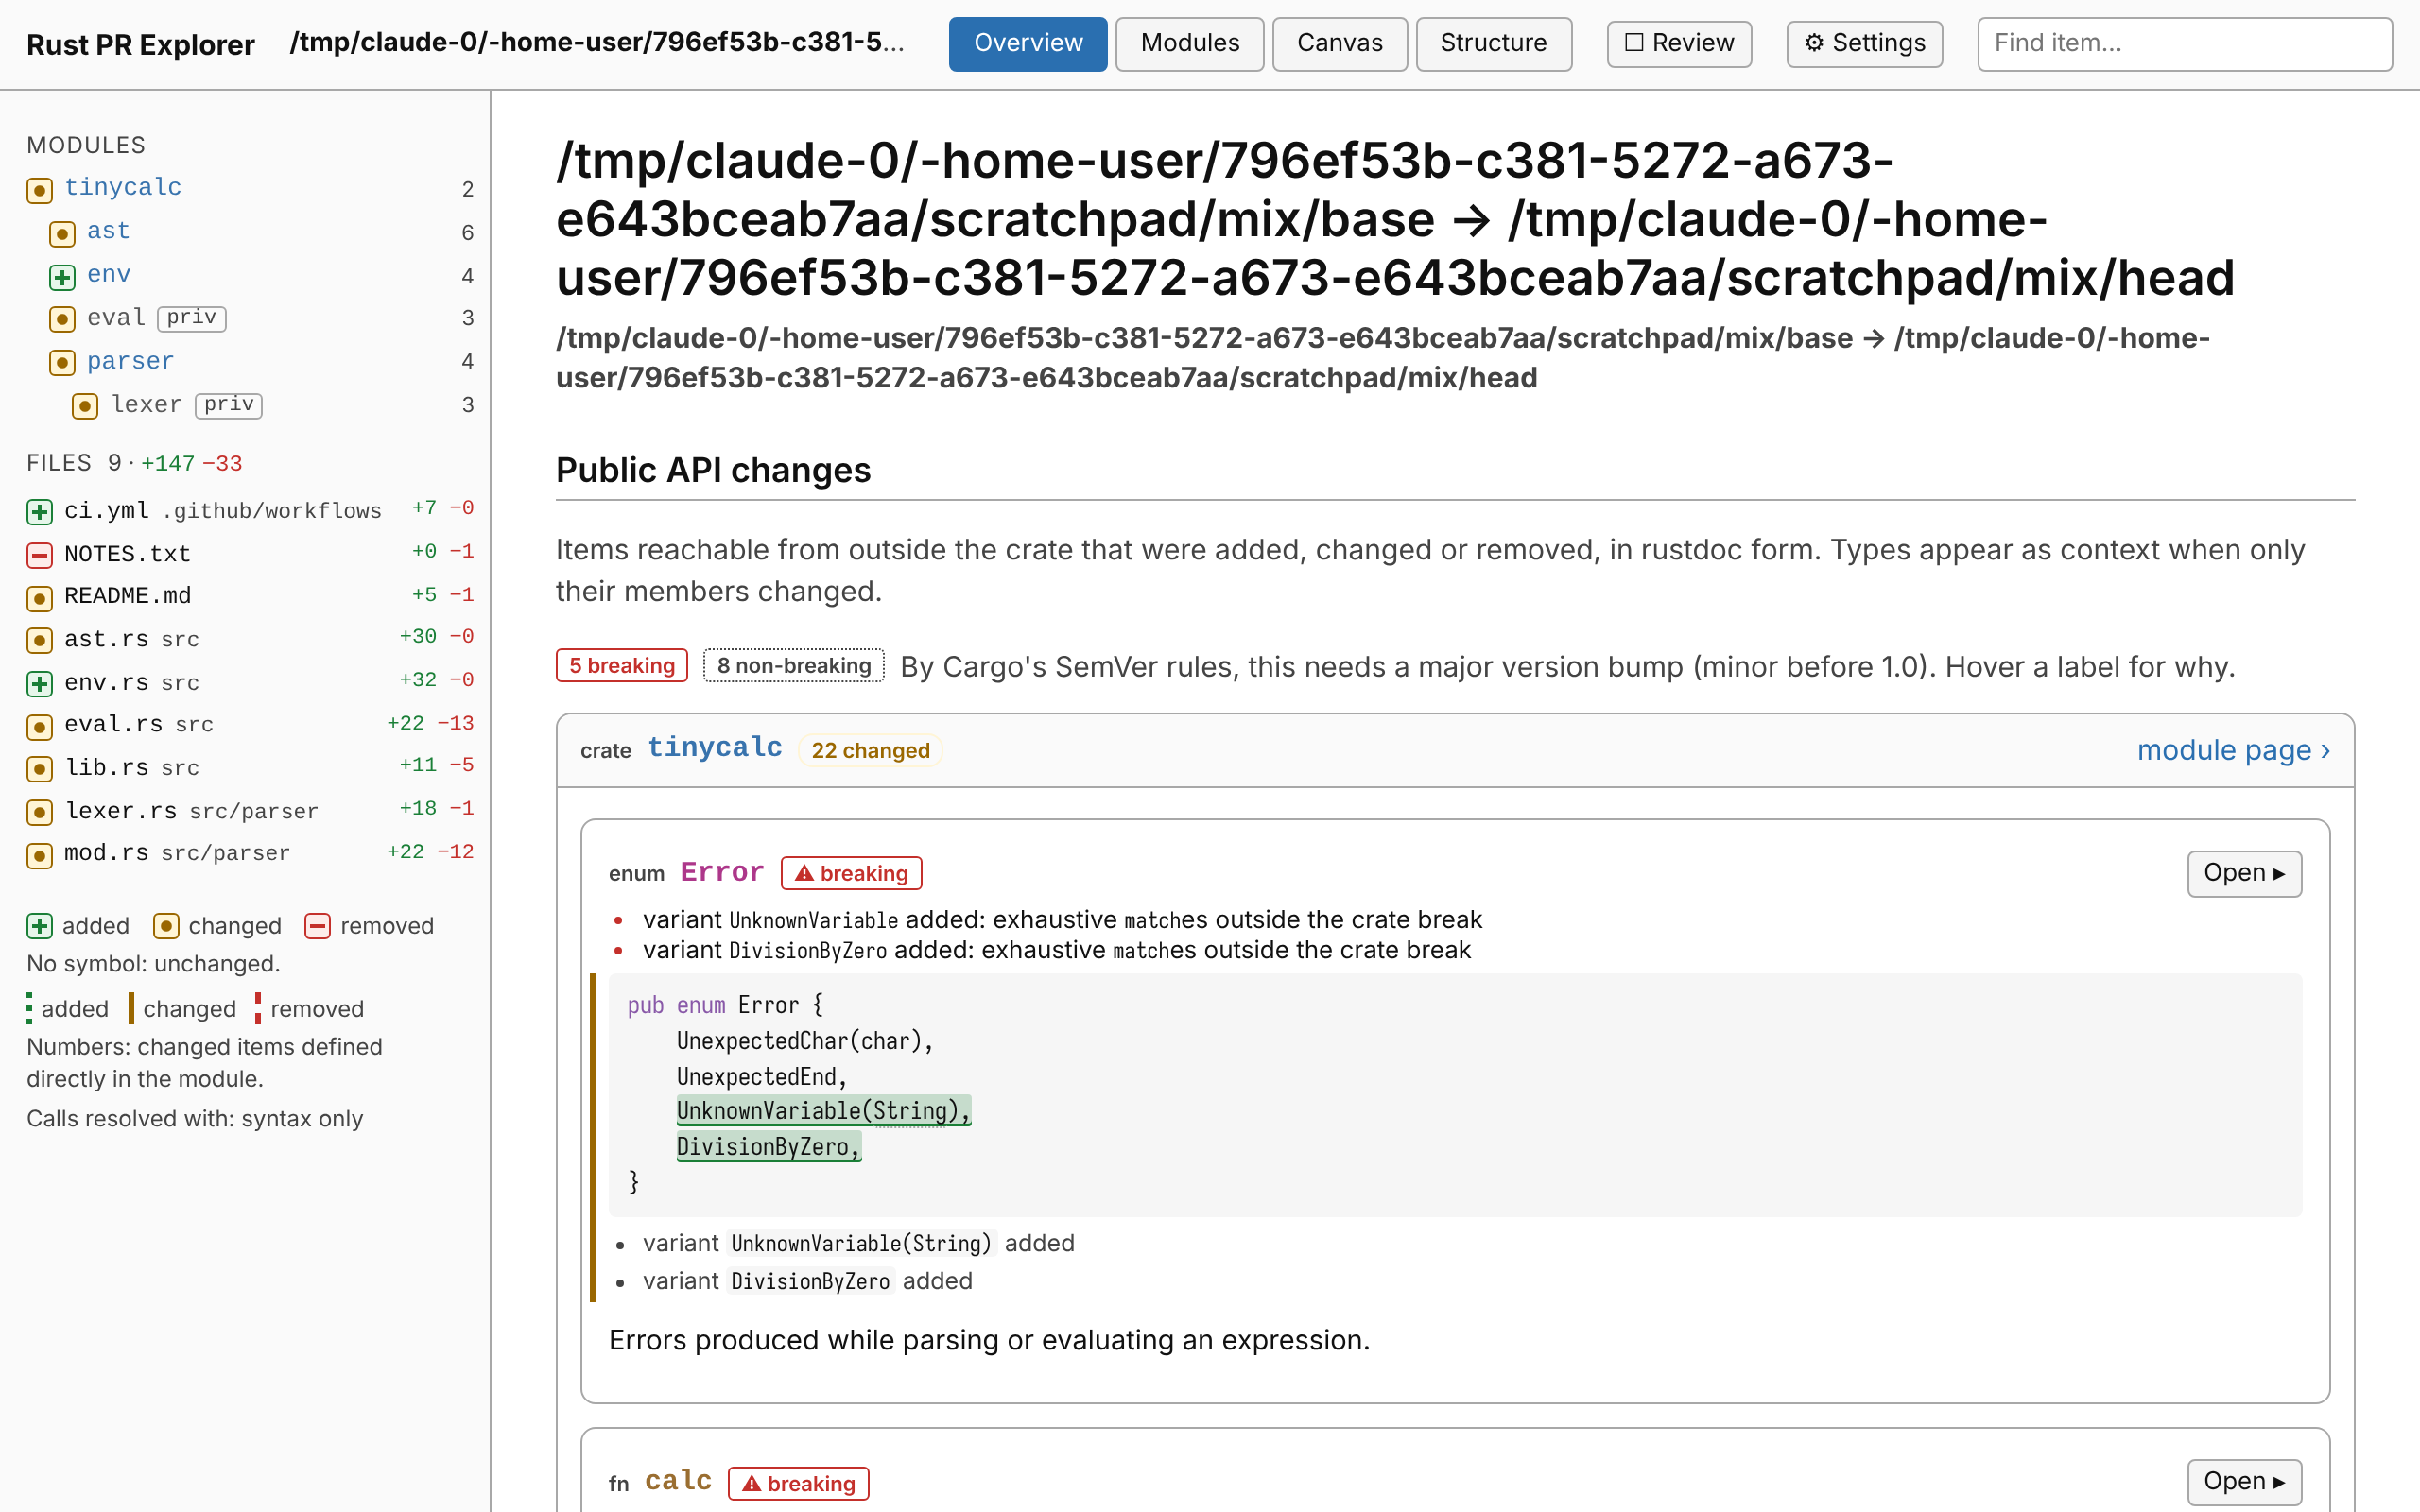 Rust PR Explorer
/tmp/claude-0/-home-user/796ef53b-c381-5...
Overview
Modules
Canvas
Structure
☐ Review
⚙ Settings
Find item...
MODULES
tinycalc 2
ast 6
env 4
eval priv 3
parser 4
lexer priv 3
FILES 9 · +147 −33
ci.yml .github/workflows +7 −0
NOTES.txt +0 −1
README.md +5 −1
ast.rs src +30 −0
env.rs src +32 −0
eval.rs src +22 −13
lib.rs src +11 −5
lexer.rs src/parser +18 −1
mod.rs src/parser +22 −12
added changed removed
No symbol: unchanged.
added changed removed
Numbers: changed items defined
directly in the module.
Calls resolved with: syntax only
/tmp/claude-0/-home-user/796ef53b-c381-5272-a673-
e643bceab7aa/scratchpad/mix/base → /tmp/claude-0/-home-
user/796ef53b-c381-5272-a673-e643bceab7aa/scratchpad/mix/head
/tmp/claude-0/-home-user/796ef53b-c381-5272-a673-e643bceab7aa/scratchpad/mix/base → /tmp/claude-0/-home-
user/796ef53b-c381-5272-a673-e643bceab7aa/scratchpad/mix/head
Public API changes
Items reachable from outside the crate that were added, changed or removed, in rustdoc form. Types appear as context when only
their members changed.
5 breaking 8 non-breaking By Cargo's SemVer rules, this needs a major version bump (minor before 1.0). Hover a label for why.
crate tinycalc 22 changed module page ›
enum Error ⚠ breaking Open ▸
• variant UnknownVariable added: exhaustive matches outside the crate break
• variant DivisionByZero added: exhaustive matches outside the crate break
pub enum Error {
    UnexpectedChar(char),
    UnexpectedEnd,
    UnknownVariable(String),
    DivisionByZero,
}
• variant UnknownVariable(String) added
• variant DivisionByZero added
Errors produced while parsing or evaluating an expression.
fn calc ⚠ breaking Open ▸